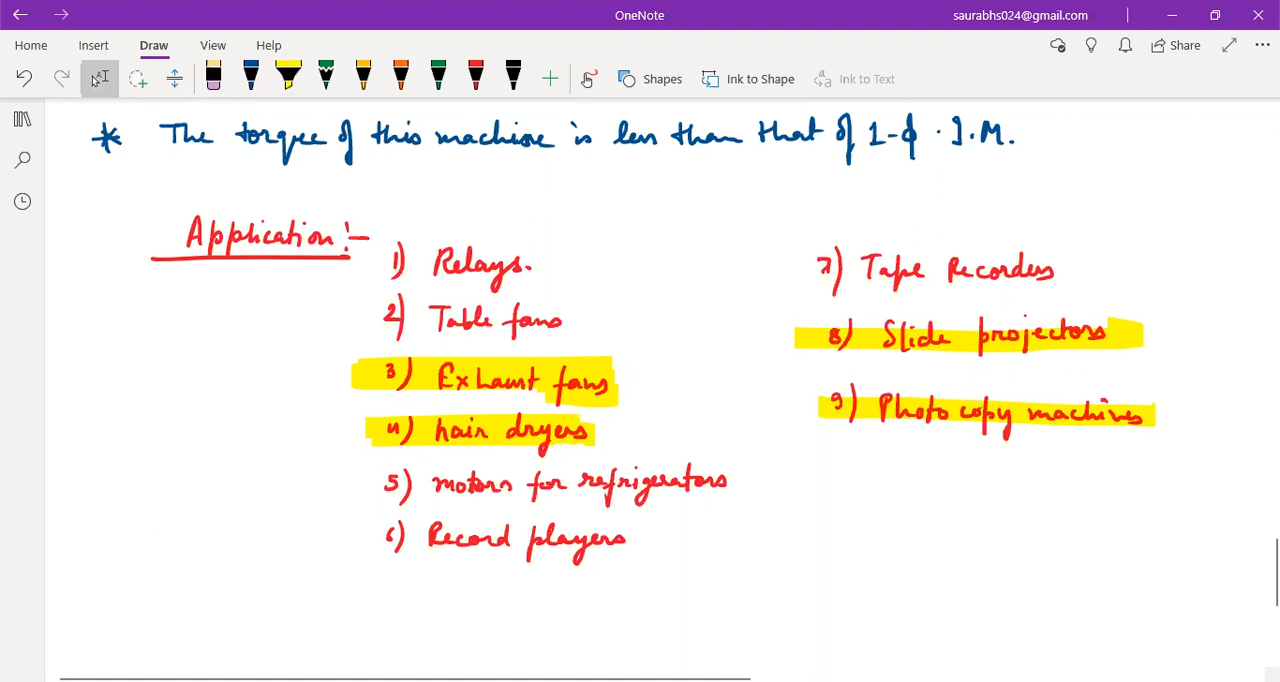 OneNote
saurabhs024@gmail.com
Home Insert Draw View Help
Share
Shapes Ink to Shape Ink to Text
* The torque of this machine is less than that of 1-ϕ . I.M.
Application :-
1) Relays.
2) Table fans
3) Exhaust fans
4) hair dryers
5) motors for refrigerators
6) Record players
7) Tape Recorders
8) Slide projectors
9) Photo copy machines